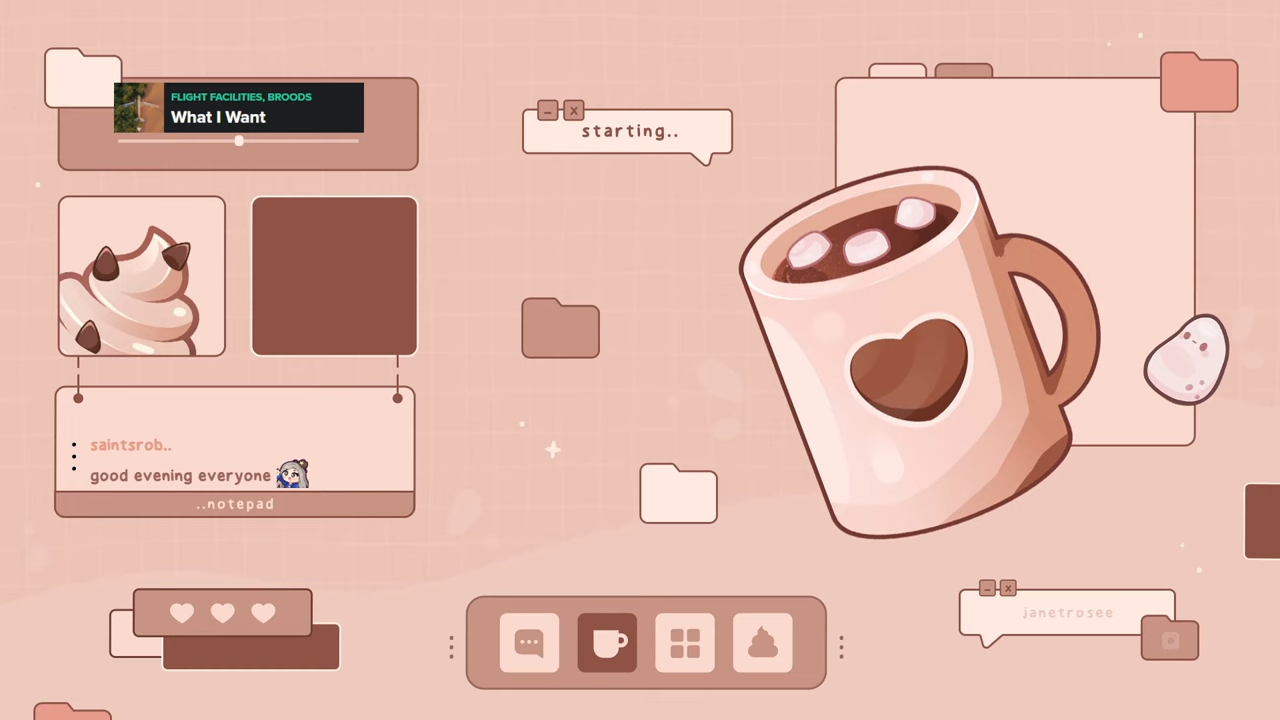 FLIGHT FACILITIES, BROODS
What I Want
starting..
saintsrob..
good evening everyone
..notepad
janetrosee